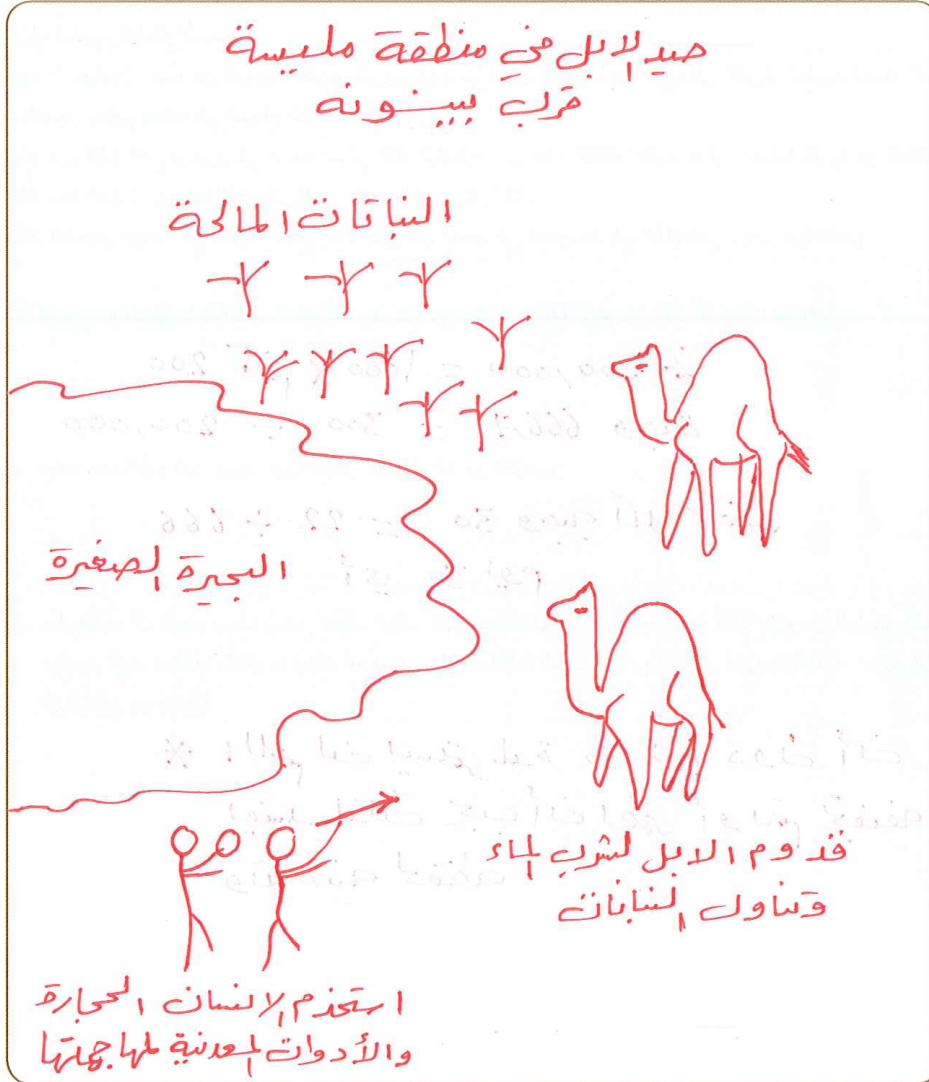 صيد الابل في منطقة مليسة
قرب بينونه
النباتات المالحة
البحيرة الصغيرة
قدوم الابل لشرب الماء
وتناول النباتات
استخدم الانسان الحجارة
والأدوات المعدنية لمهاجمتها